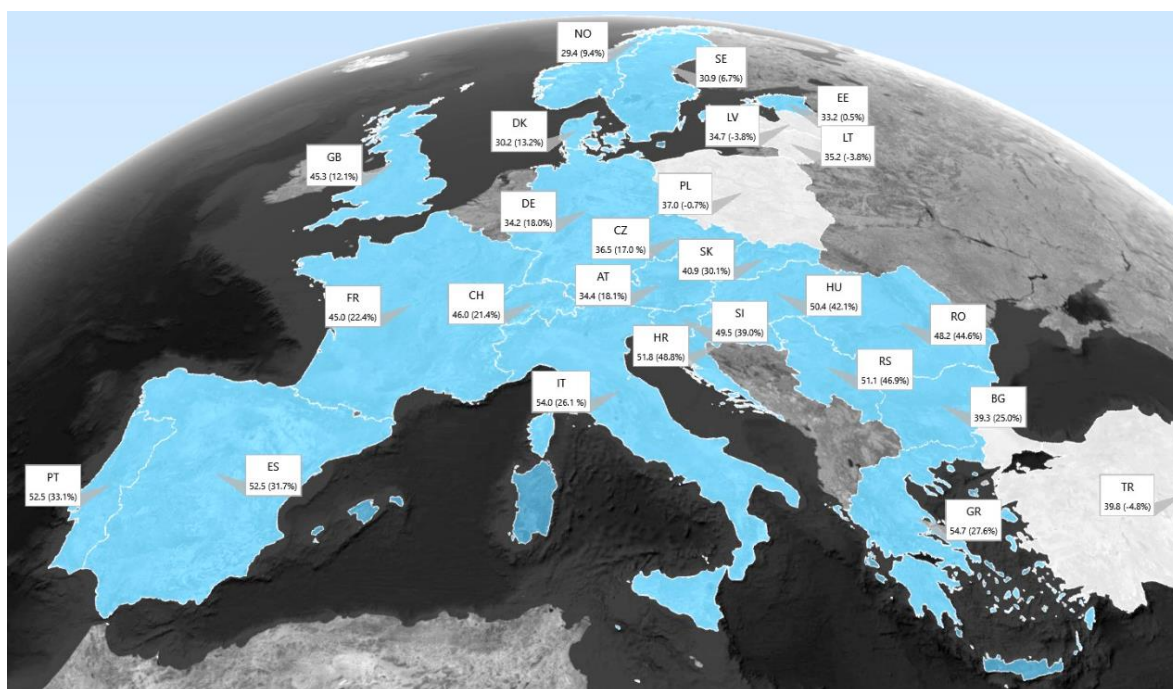 NO
29.4 (9.4%)
SE
30.9 (6.7%)
EE
33.2 (0.5%)
DK
30.2 (13.2%)
LV
34.7 (-3.8%)
LT
35.2 (-3.8%)
GB
45.3 (12.1%)
PL
37.0 (-0.7%)
DE
34.2 (18.0%)
CZ
36.5 (17.0 %)
SK
40.9 (30.1%)
AT
34.4 (18.1%)
FR
45.0 (22.4%)
CH
46.0 (21.4%)
HU
50.4 (42.1%)
SI
49.5 (39.0%)
RO
48.2 (44.6%)
HR
51.8 (48.8%)
RS
51.1 (46.9%)
IT
54.0 (26.1 %)
BG
39.3 (25.0%)
PT
52.5 (33.1%)
ES
52.5 (31.7%)
TR
39.8 (-4.8%)
GR
54.7 (27.6%)